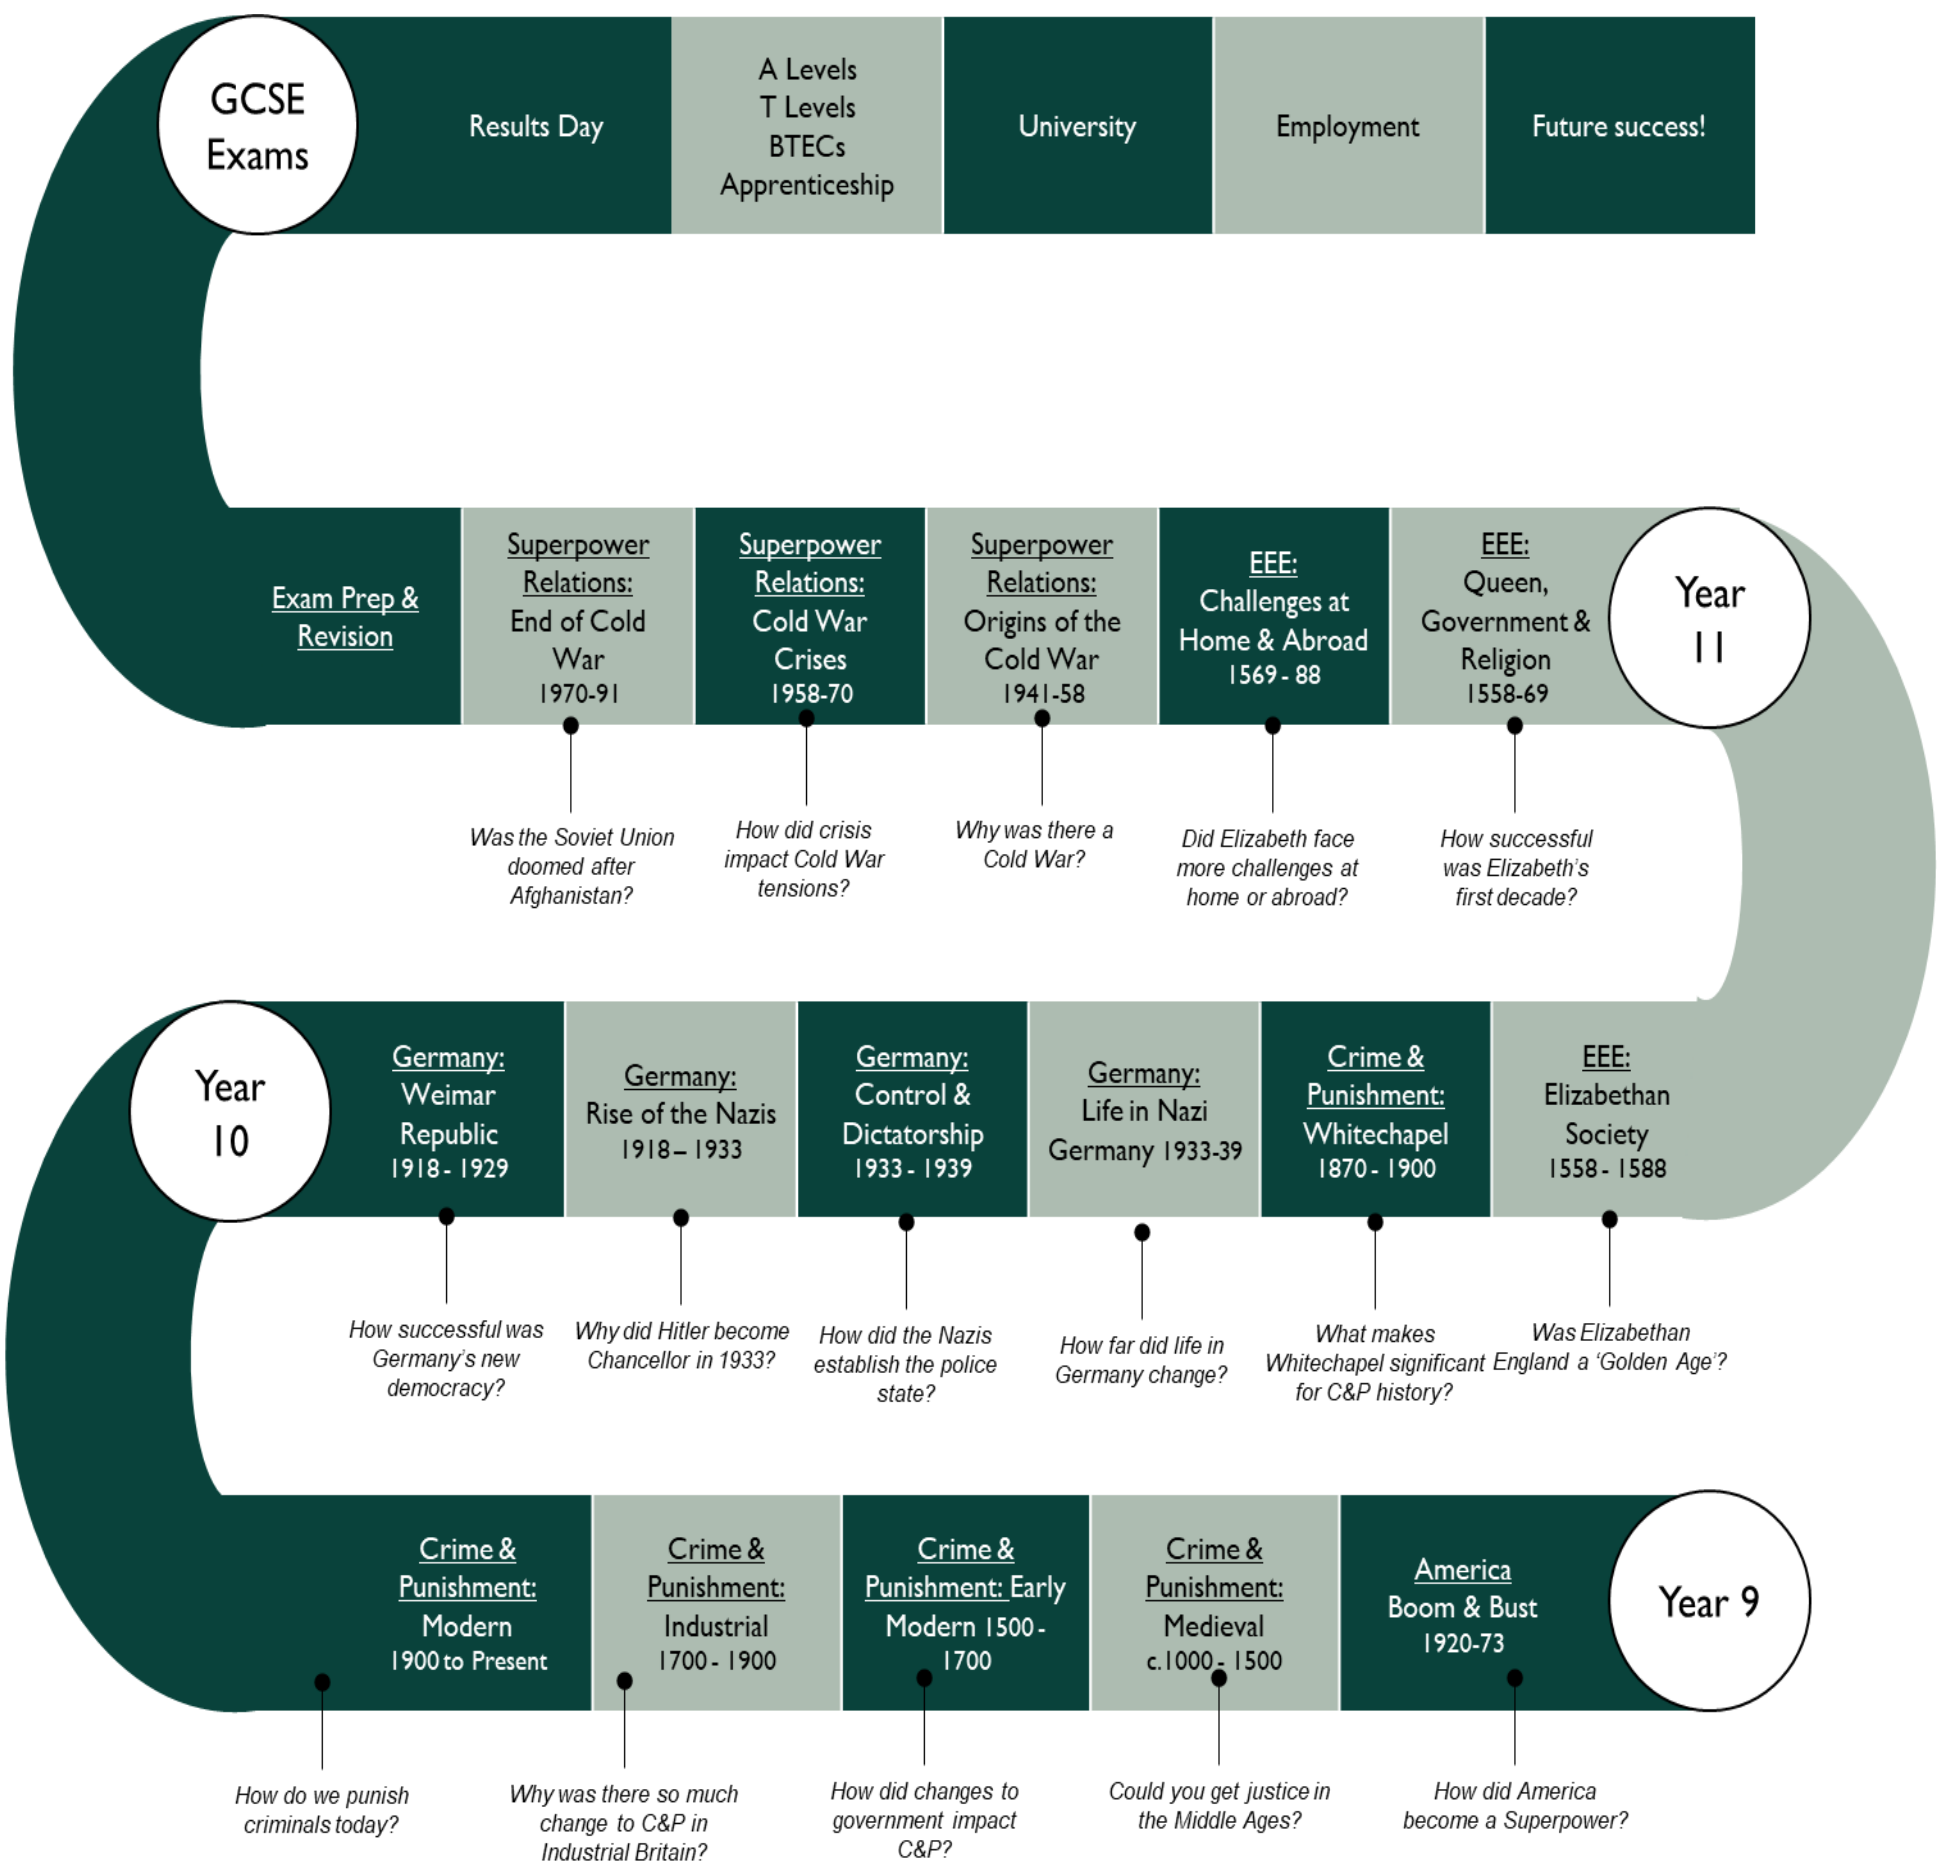 GCSE
Exams
Results Day
A Levels
T Levels
BTECs
Apprenticeship
University
Employment
Future success!
Exam Prep &
Revision
Superpower
Relations:
End of Cold
War
1970-91
Superpower
Relations:
Cold War
Crises
1958-70
Superpower
Relations:
Origins of the
Cold War
1941-58
EEE:
Challenges at
Home & Abroad
1569 - 88
EEE:
Queen,
Government &
Religion
1558-69
Year
11
Was the Soviet Union
doomed after
Afghanistan?
How did crisis
impact Cold War
tensions?
Why was there a
Cold War?
Did Elizabeth face
more challenges at
home or abroad?
How successful
was Elizabeth's
first decade?
Year
10
Germany:
Weimar
Republic
1918 - 1929
Germany:
Rise of the Nazis
1918 – 1933
Germany:
Control &
Dictatorship
1933 - 1939
Germany:
Life in Nazi
Germany 1933-39
Crime &
Punishment:
Whitechapel
1870 - 1900
EEE:
Elizabethan
Society
1558 - 1588
How successful was
Germany's new
democracy?
Why did Hitler become
Chancellor in 1933?
How did the Nazis
establish the police
state?
How far did life in
Germany change?
What makes
Whitechapel significant
for C&P history?
Was Elizabethan
England a 'Golden Age'?
Crime &
Punishment:
Modern
1900 to Present
Crime &
Punishment:
Industrial
1700 - 1900
Crime &
Punishment: Early
Modern 1500 -
1700
Crime &
Punishment:
Medieval
c.1000 - 1500
America
Boom & Bust
1920-73
Year 9
How do we punish
criminals today?
Why was there so much
change to C&P in
Industrial Britain?
How did changes to
government impact
C&P?
Could you get justice in
the Middle Ages?
How did America
become a Superpower?